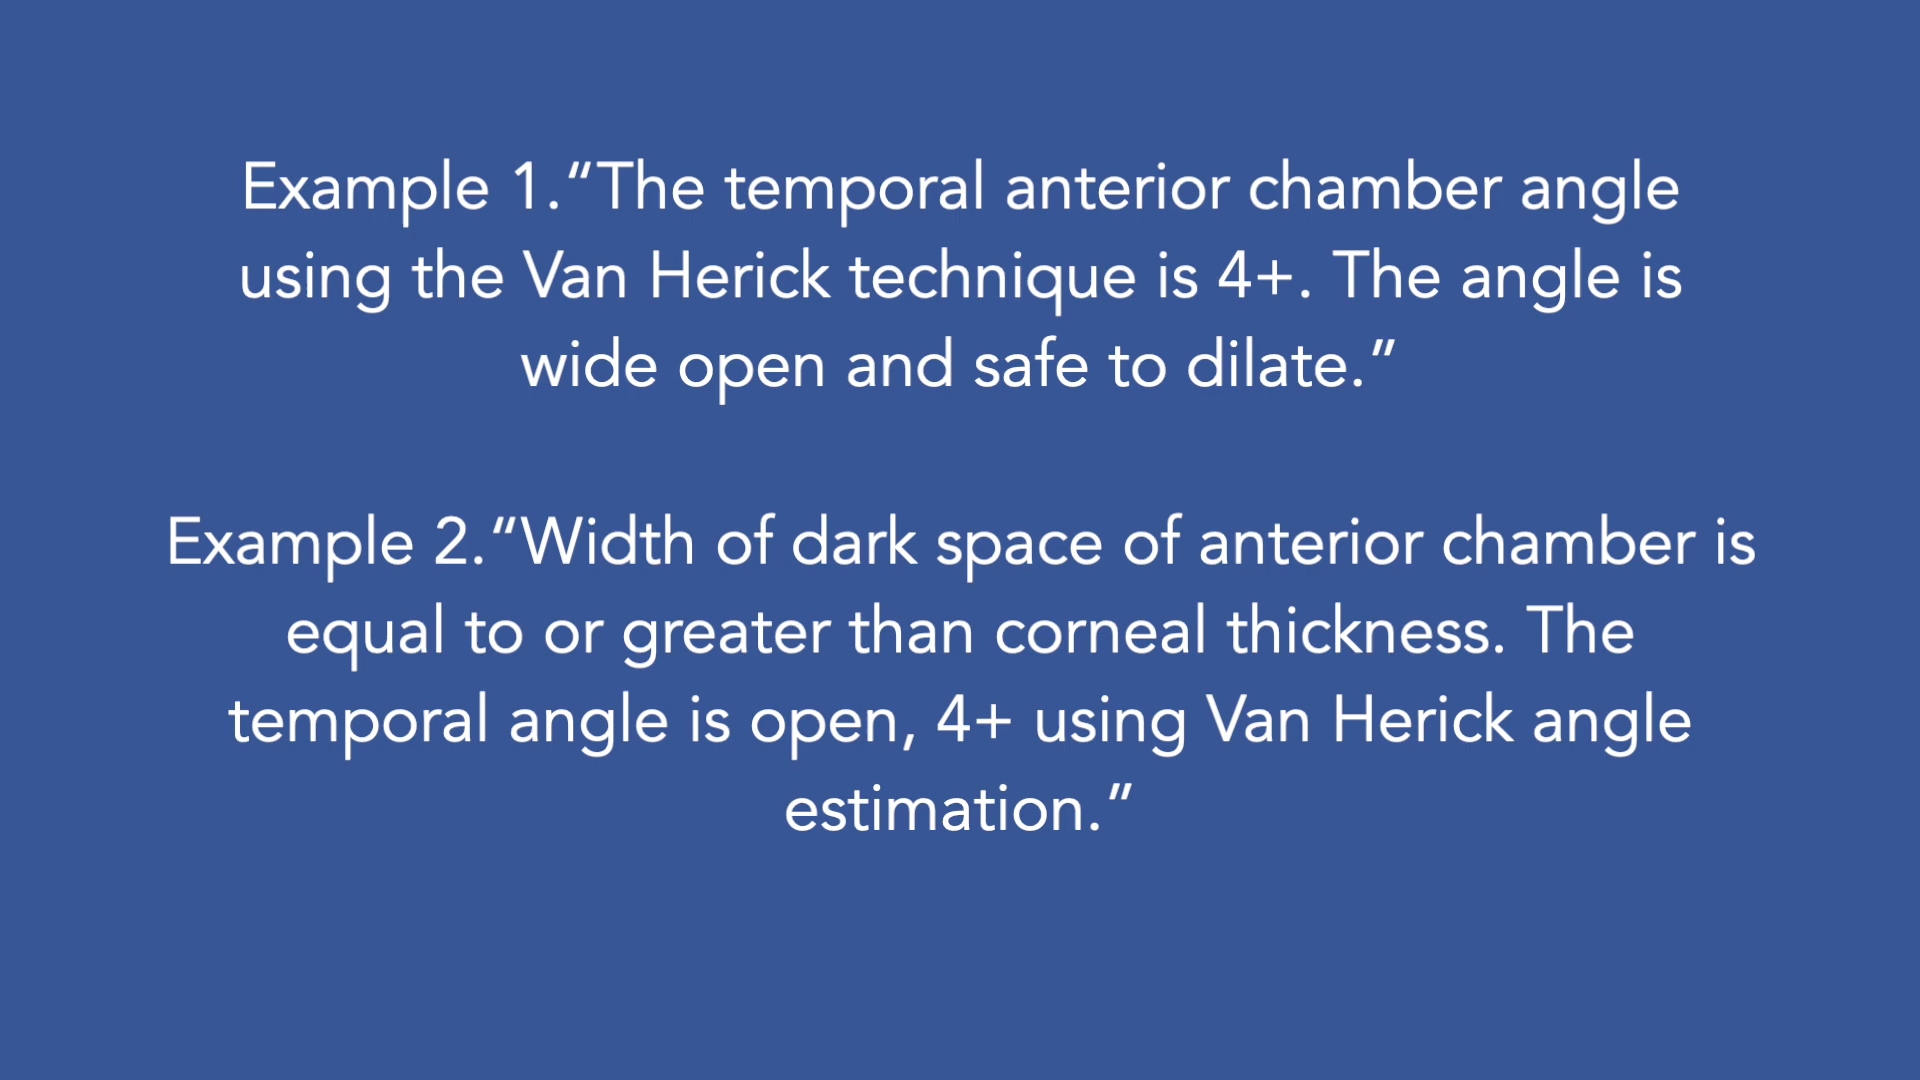 Example 1.“The temporal anterior chamber angle
using the Van Herick technique is 4+. The angle is
wide open and safe to dilate.”
Example 2.“Width of dark space of anterior chamber is
equal to or greater than corneal thickness. The
temporal angle is open, 4+ using Van Herick angle
estimation.”